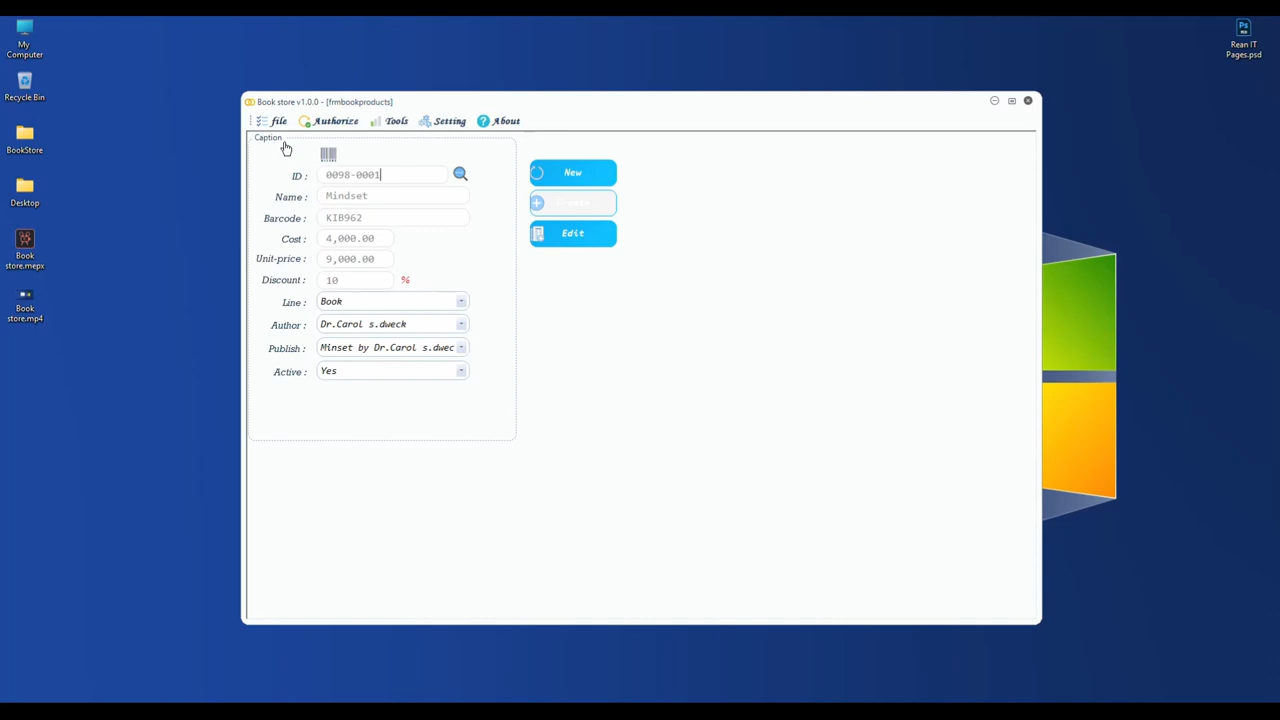 My
Computer
Recycle Bin
BookStore
Desktop
Book
store.mepx
Book
store.mp4
Ps
Rean IT
Pages.psd
Book store v1.0.0 - [frmbookproducts]
file Authorize Tools Setting About
Caption
ID : 0098-0001
Name : Mindset
Barcode : KIB962
Cost : 4,000.00
Unit-price : 9,000.00
Discount : 10 %
Line : Book
Author : Dr.Carol s.dweck
Publish : Minset by Dr.Carol s.dwec
Active : Yes
New
Create
Edit